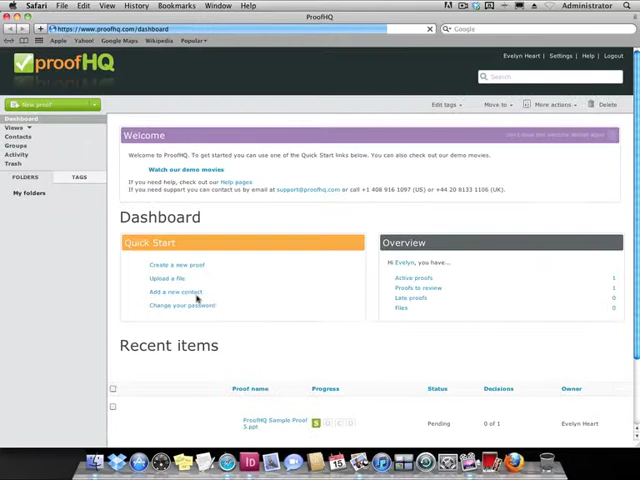 Safari File Edit View History Bookmarks Window Help Administrator
ProofHQ
https://www.proofhq.com/dashboard
Google
Apple Yahoo! Google Maps Wikipedia Popular
proofHQ
Evelyn Heart Settings Help Logout
Search
New proof
Edit tags Move to More actions Delete
Dashboard
Views
Contacts
Groups
Activity
Trash
FOLDERS TAGS
My folders
Welcome
Welcome to ProofHQ. To get started you can use one of the Quick Start links below. You can also check out our demo movies.
Watch our demo movies
If you need help, check out our Help pages
If you need support you can contact us by email at support@proofhq.com or call +1 408 916 1097 (US) or +44 20 8133 1106 (UK).
Dashboard
Quick Start
Create a new proof
Upload a file
Add a new contact
Change your password
Overview
Hi Evelyn, you have...
Active proofs 1
Proofs to review 1
Late proofs 0
Files 0
Recent items
Proof name Progress Status Decisions Owner
ProofHQ Sample Proof
5.ppt
S O C D
Pending 0 of 1 Evelyn Heart